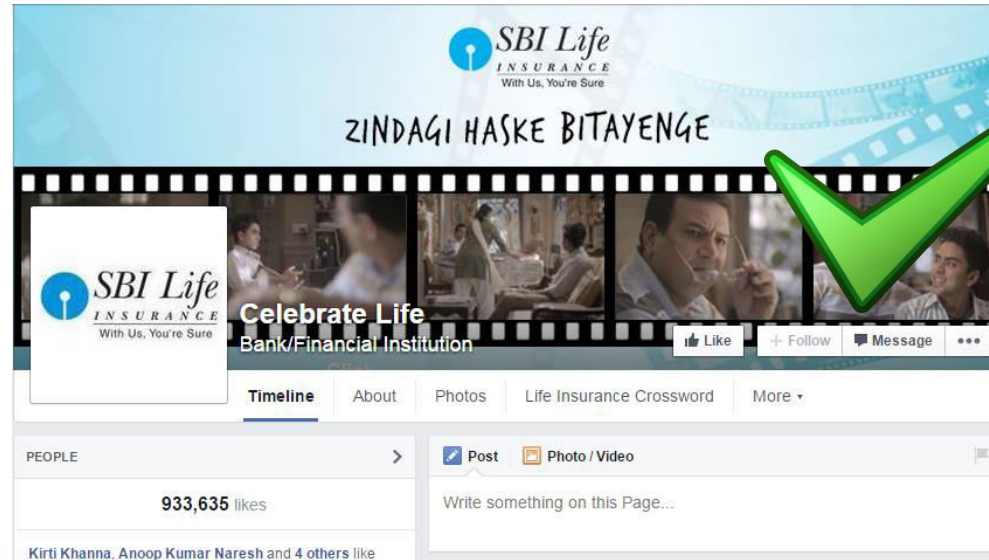 SBI Life
INSURANCE
With Us, You're Sure
ZINDAGI HASKE BITAYENGE
SBI Life
INSURANCE
With Us, You're Sure
Celebrate Life
Bank/Financial Institution
Like
+ Follow
Message
Timeline
About
Photos
Life Insurance Crossword
More
PEOPLE
Post
Photo / Video
933,635 likes
Write something on this Page...
Kirti Khanna, Anoop Kumar Naresh and 4 others like